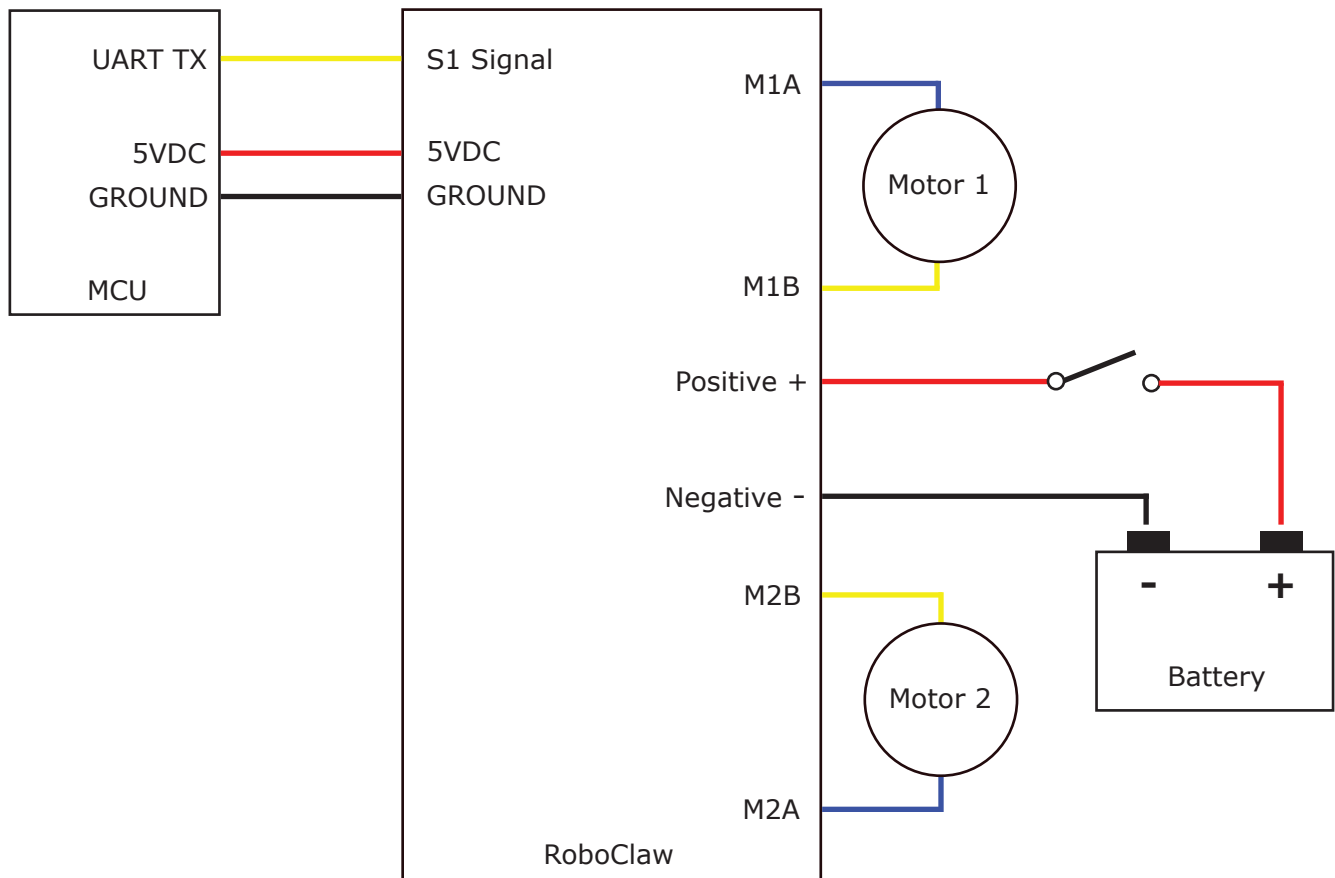 UART TX
5VDC
GROUND
MCU
S1 Signal
5VDC
GROUND
M1A
Motor 1
M1B
Positive +
Negative -
- +
Battery
M2B
Motor 2
M2A
RoboClaw